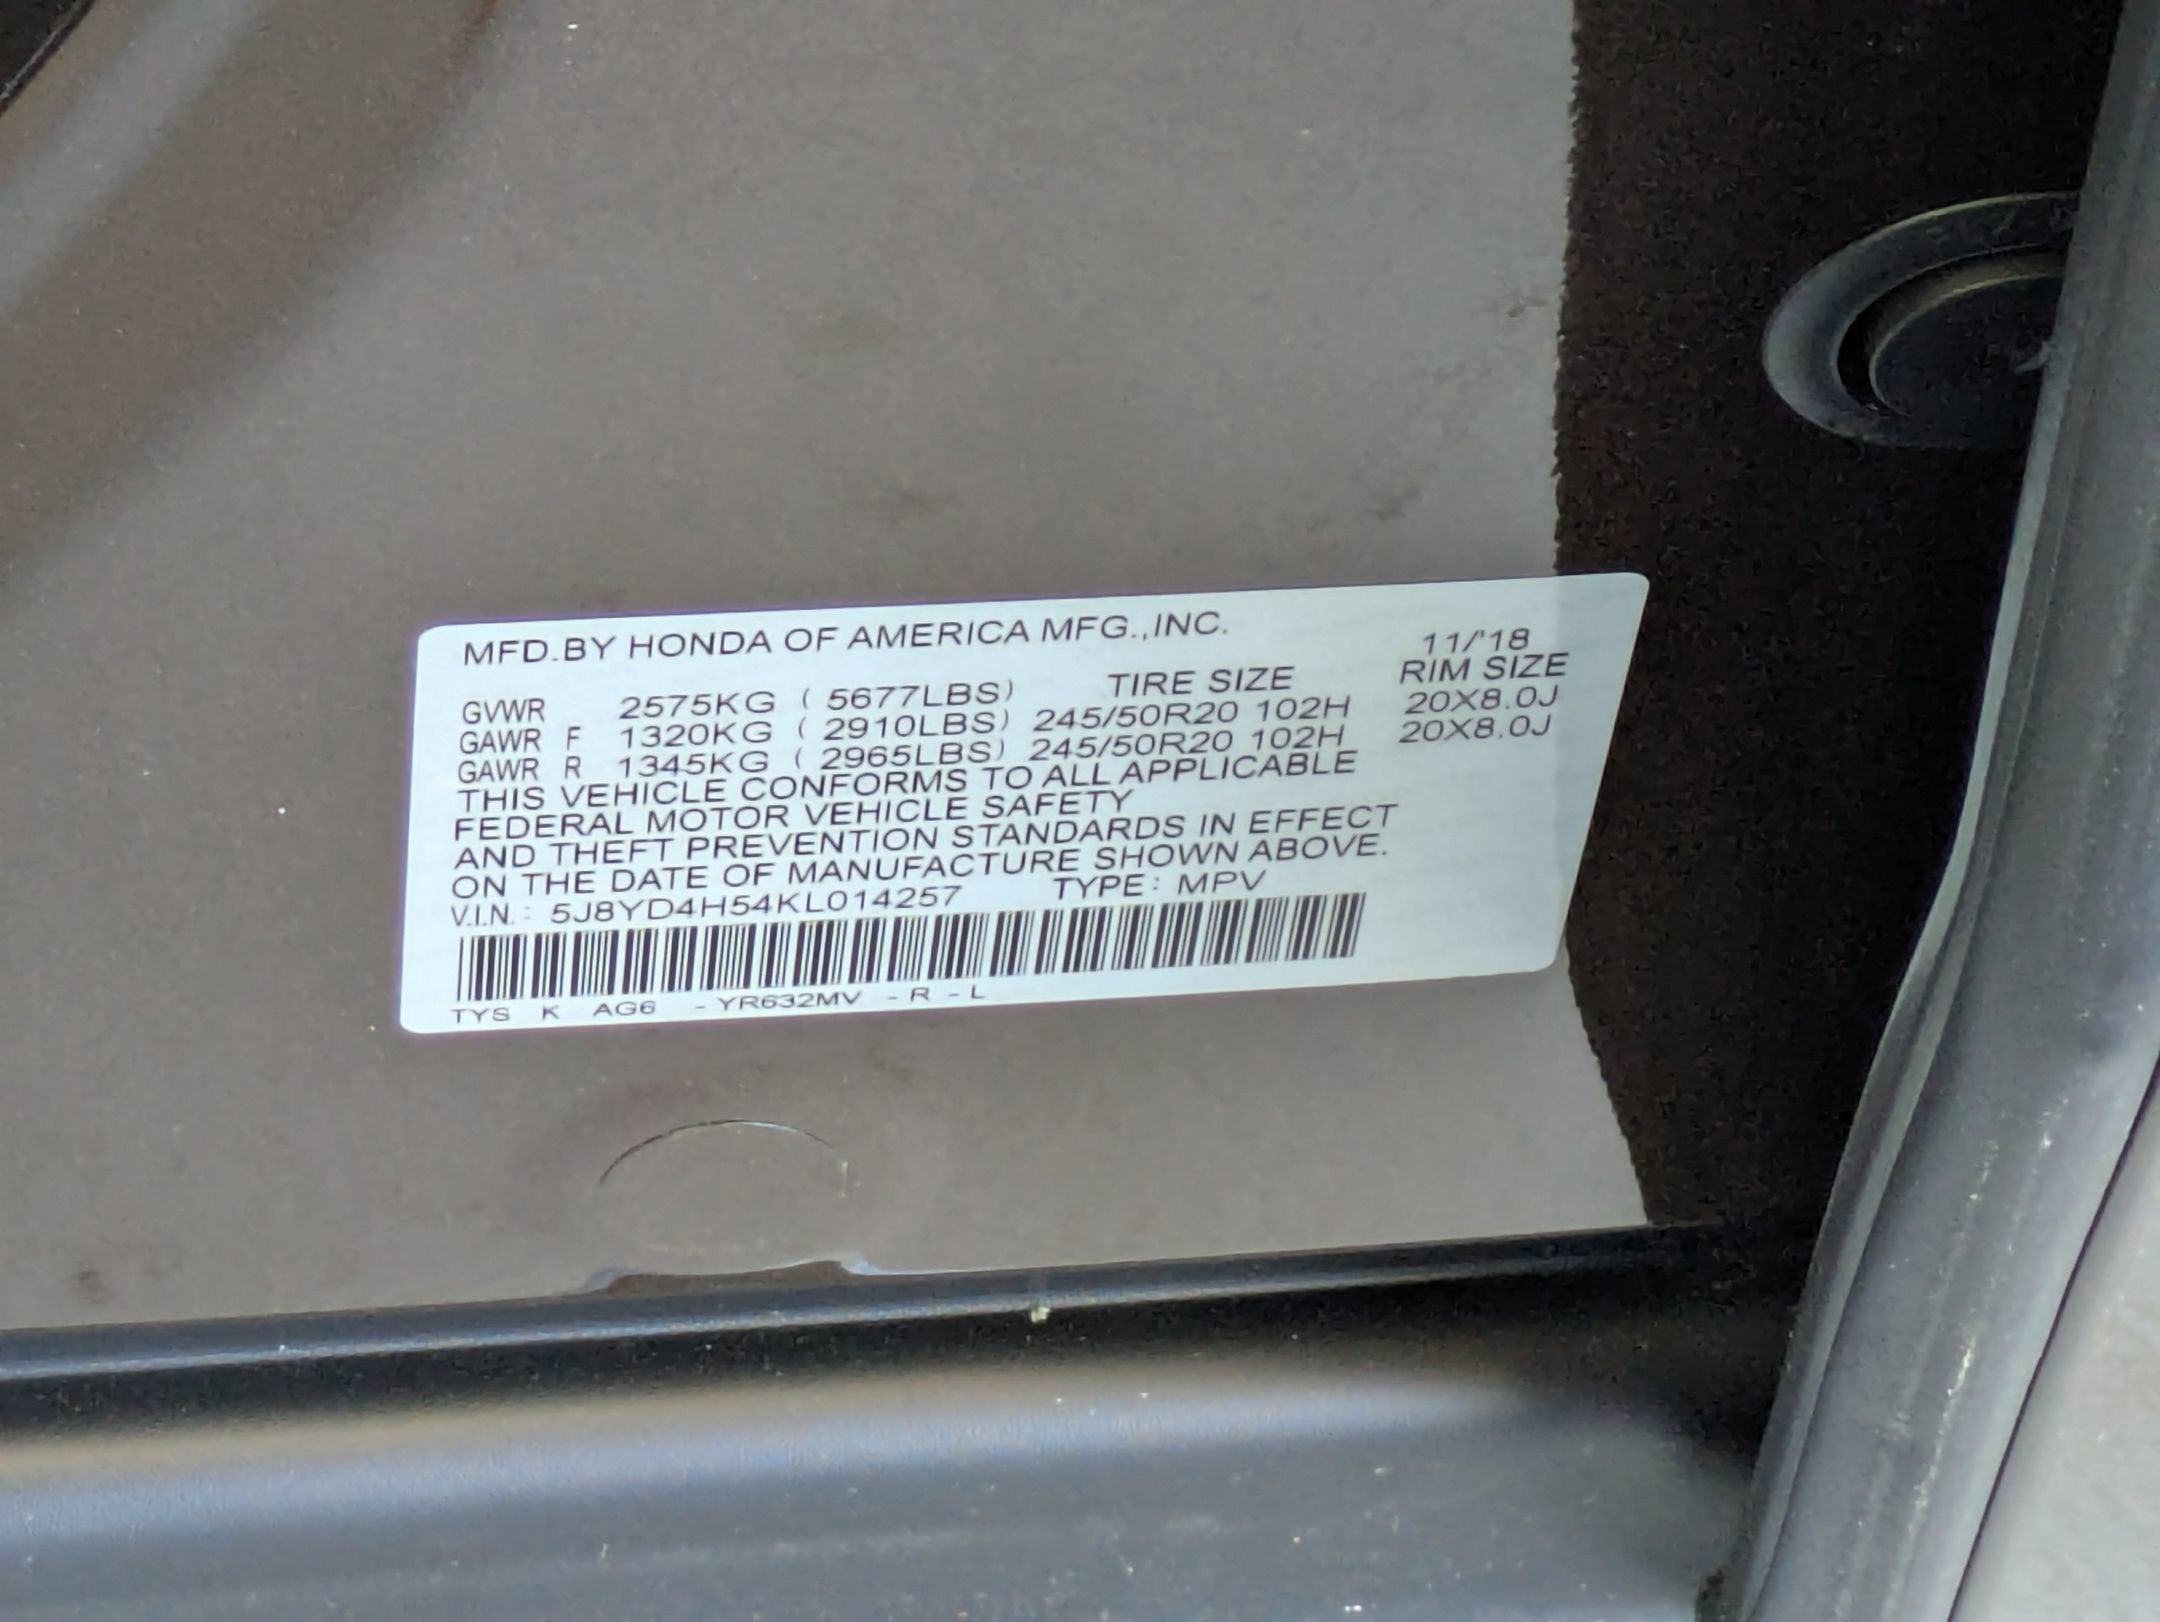 MFD.BY HONDA OF AMERICA MFG.,INC. 11/'18
TIRE SIZE RIM SIZE
GVWR 2575KG ( 5677LBS)
GAWR F 1320KG ( 2910LBS) 245/50R20 102H 20X8.0J
GAWR R 1345KG ( 2965LBS) 245/50R20 102H 20X8.0J
THIS VEHICLE CONFORMS TO ALL APPLICABLE
FEDERAL MOTOR VEHICLE SAFETY
AND THEFT PREVENTION STANDARDS IN EFFECT
ON THE DATE OF MANUFACTURE SHOWN ABOVE.
V.I.N.: 5J8YD4H54KL014257 TYPE: MPV
TYS K AG6 - YR632MV - R - L